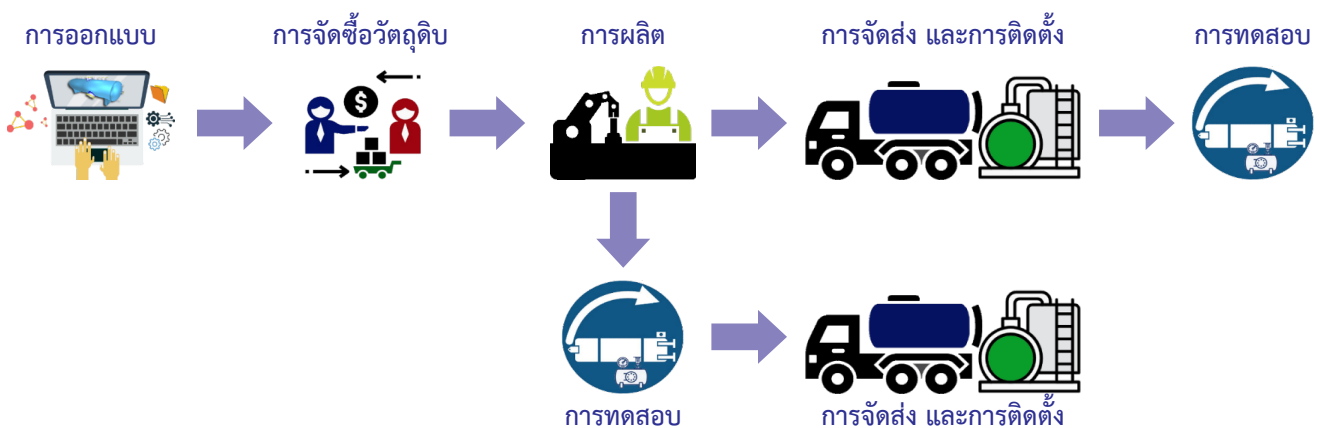 การออกแบบ
การจัดซื้อวัตถุดิบ
การผลิต
การจัดส่ง และการติดตั้ง
การทดสอบ
$
การทดสอบ
การจัดส่ง และการติดตั้ง